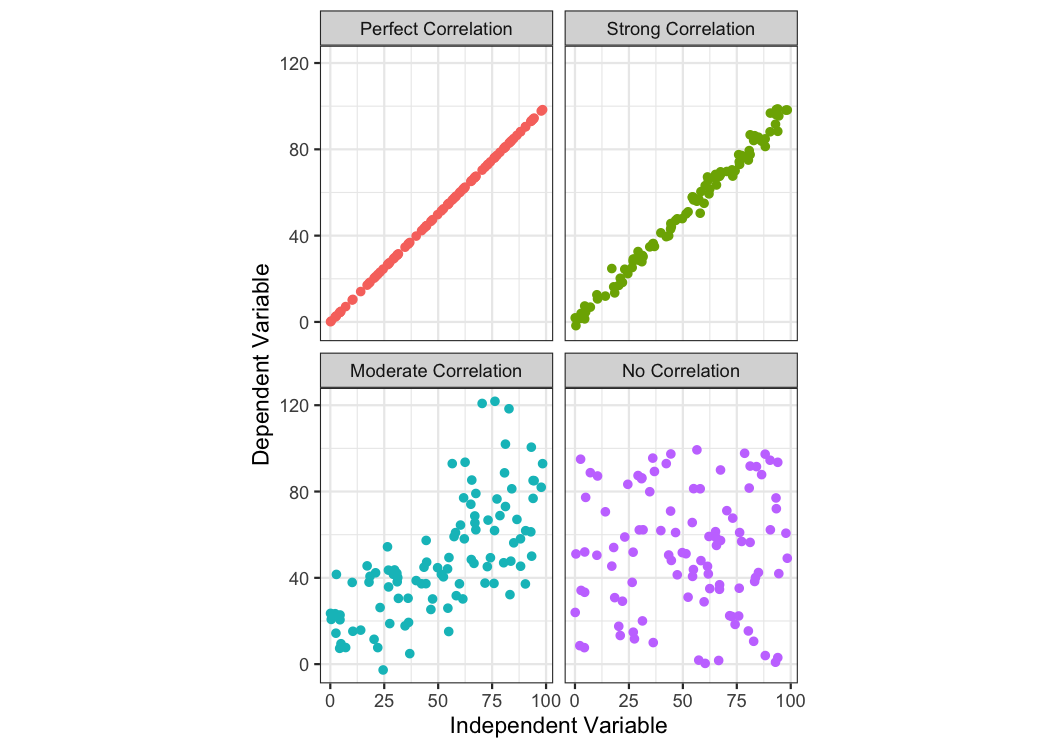 Perfect Correlation
Strong Correlation
120
80
40
0
Dependent Variable
Moderate Correlation
No Correlation
120
80
40
0
0 25 50 75 100
0 25 50 75 100
Independent Variable